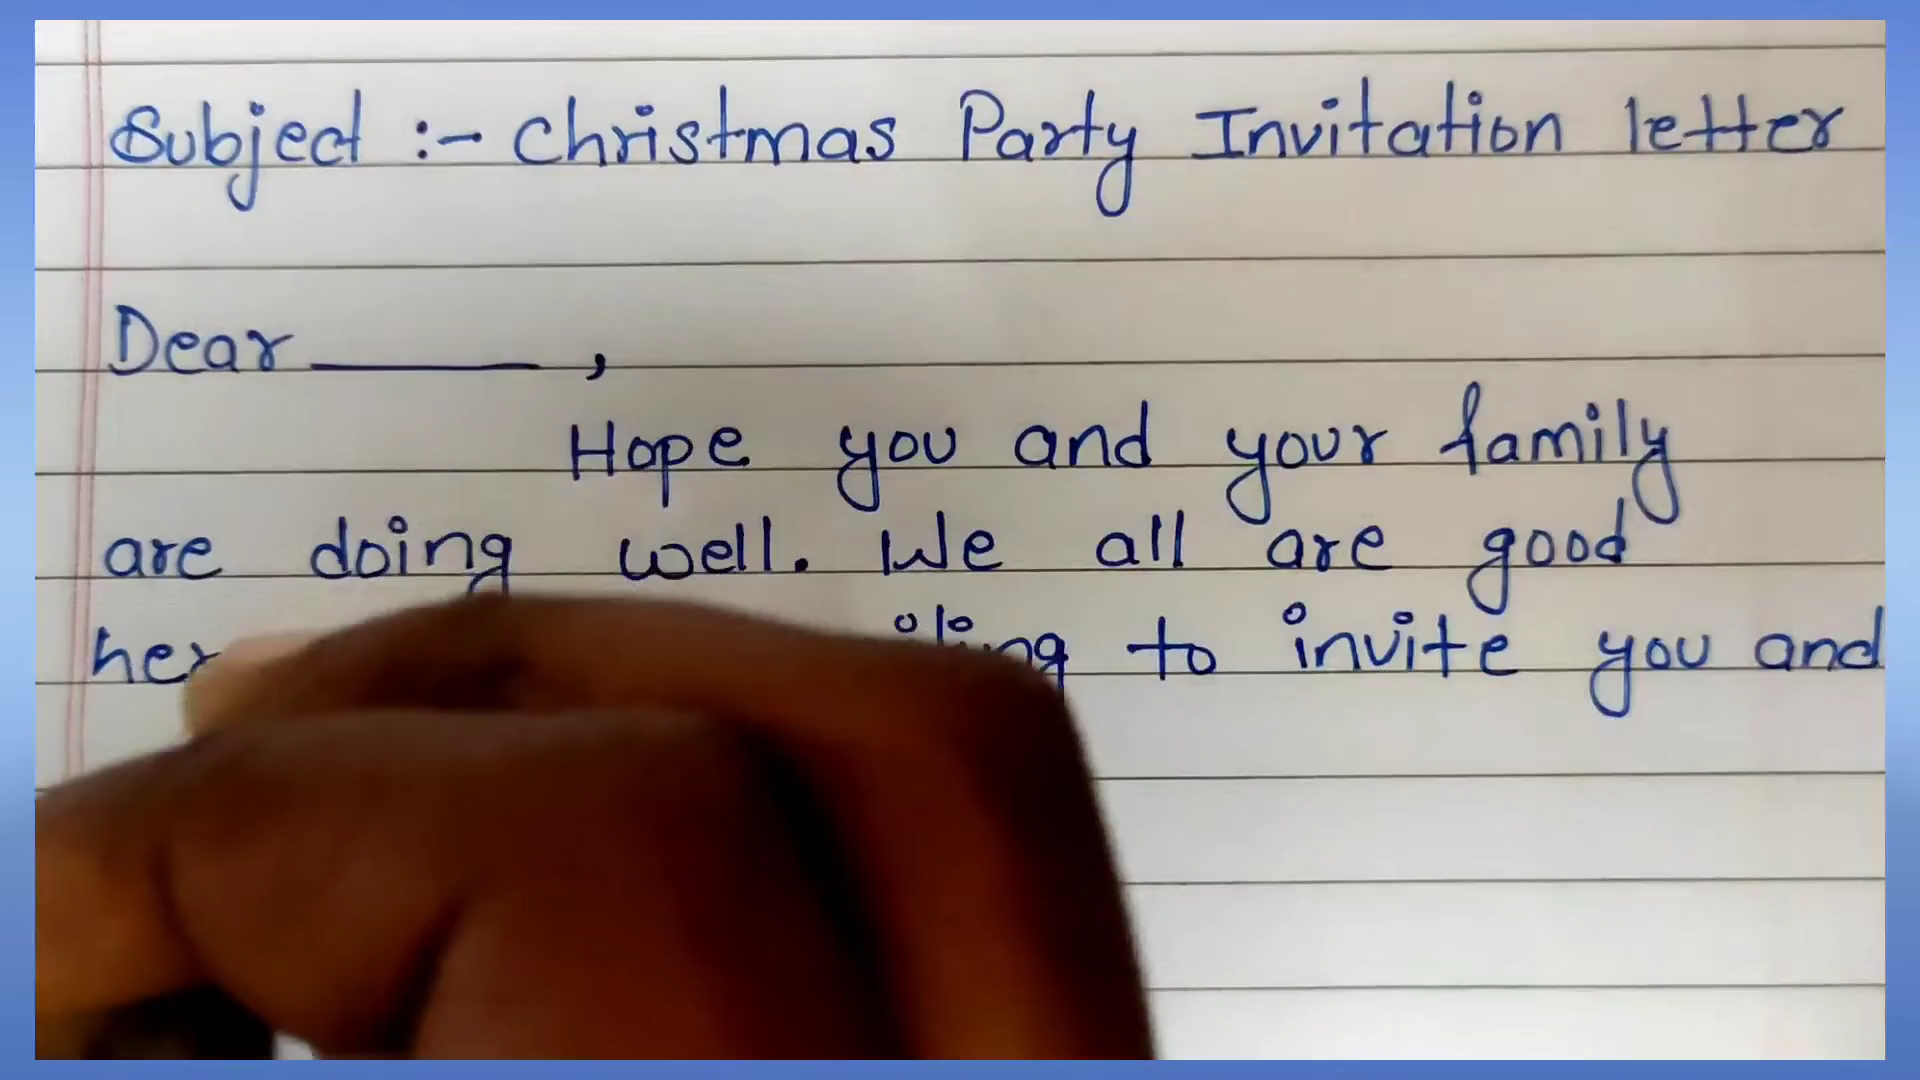 Subject :- Christmas Party Invitation letter
Dear ______ ,
Hope you and your family
are doing well. We all are good
to invite you and